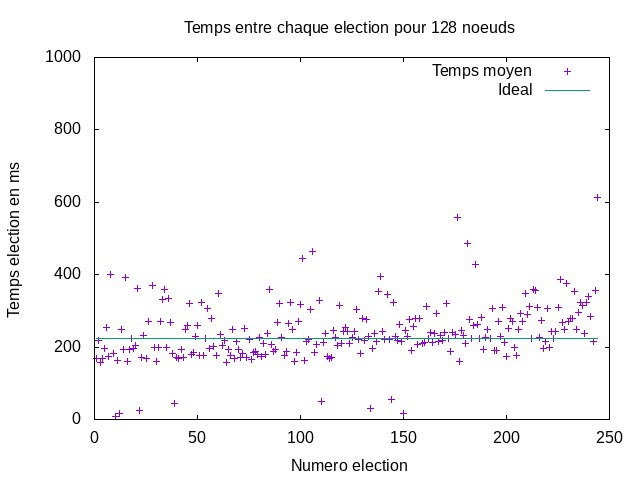 Temps entre chaque election pour 128 noeuds
1000
Temps moyen
Ideal
800
600
Temps election en ms
400
200
0
0 50 100 150 200 250
Numero election